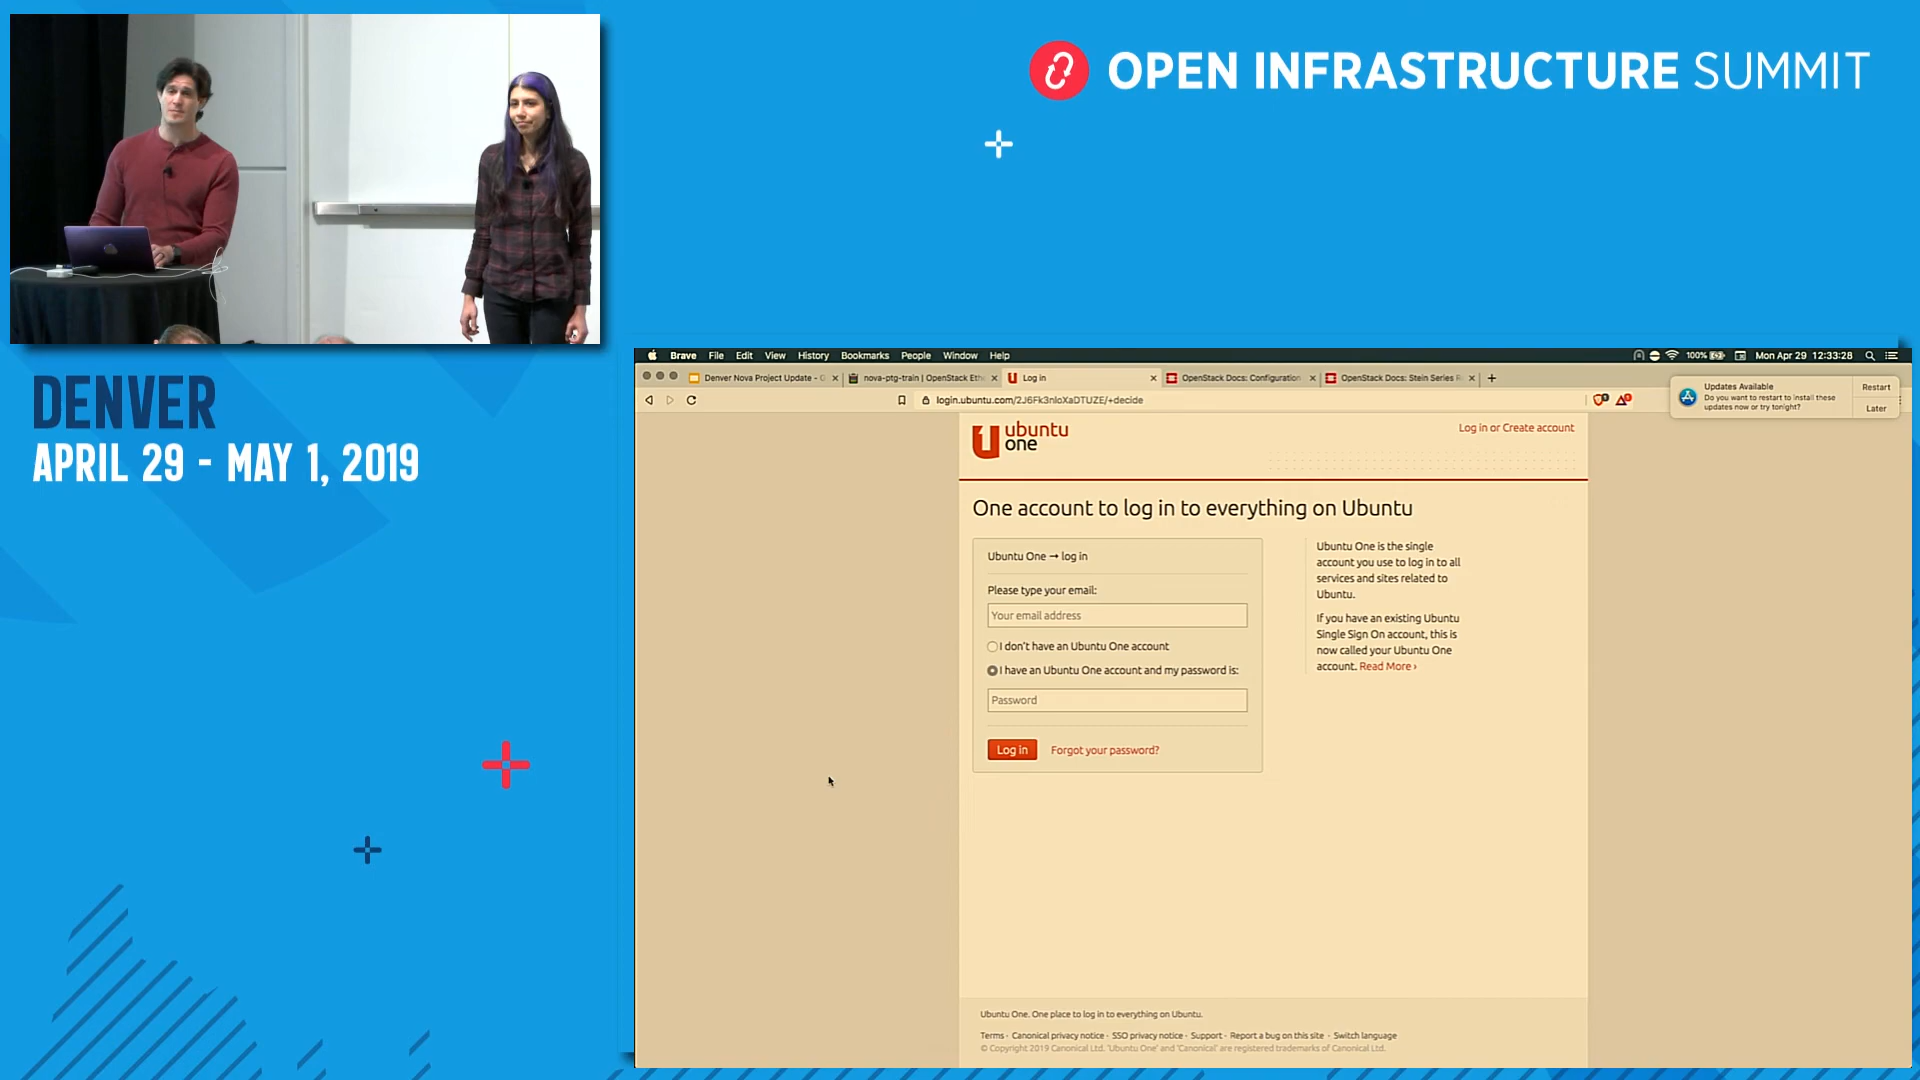 OPEN INFRASTRUCTURE SUMMIT
DENVER
APRIL 29 - MAY 1, 2019
Brave File Edit View History Bookmarks People Window Help
100% Mon Apr 29 12:33:28
Denver Nova Project Update -
nova-ptg-train | OpenStack Eth
Log in
OpenStack Docs: Configuration
OpenStack Docs: Stein Series R
login.ubuntu.com/2J6Fk3nloXaDTUZE/+decide
Updates Available
Do you want to restart to install these
updates now or try tonight?
Restart
Later
ubuntu
one
Log in or Create account
One account to log in to everything on Ubuntu
Ubuntu One → log in
Please type your email:
Your email address
I don't have an Ubuntu One account
I have an Ubuntu One account and my password is:
Password
Log in
Forgot your password?
Ubuntu One is the single
account you use to log in to all
services and sites related to
Ubuntu.
If you have an existing Ubuntu
Single Sign On account, this is
now called your Ubuntu One
account. Read More ›
Ubuntu One. One place to log in to everything on Ubuntu.
Terms · Canonical privacy notice · SSO privacy notice · Support · Report a bug on this site · Switch language
© Copyright 2019 Canonical Ltd. 'Ubuntu One' and 'Canonical' are registered trademarks of Canonical Ltd.